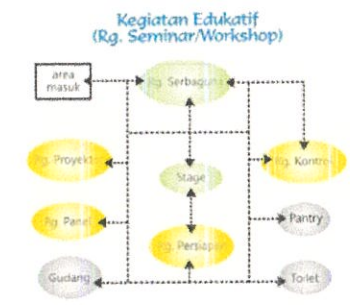 Kegiatan Edukatif
(Rg. Seminar/Workshop)
area
masuk
Rg. Serbaguna
Rg. Proyektor
Rg. Kontrol
Stage
Rg. Panel
Pantry
Rg. Persiapan
Gudang
Toilet